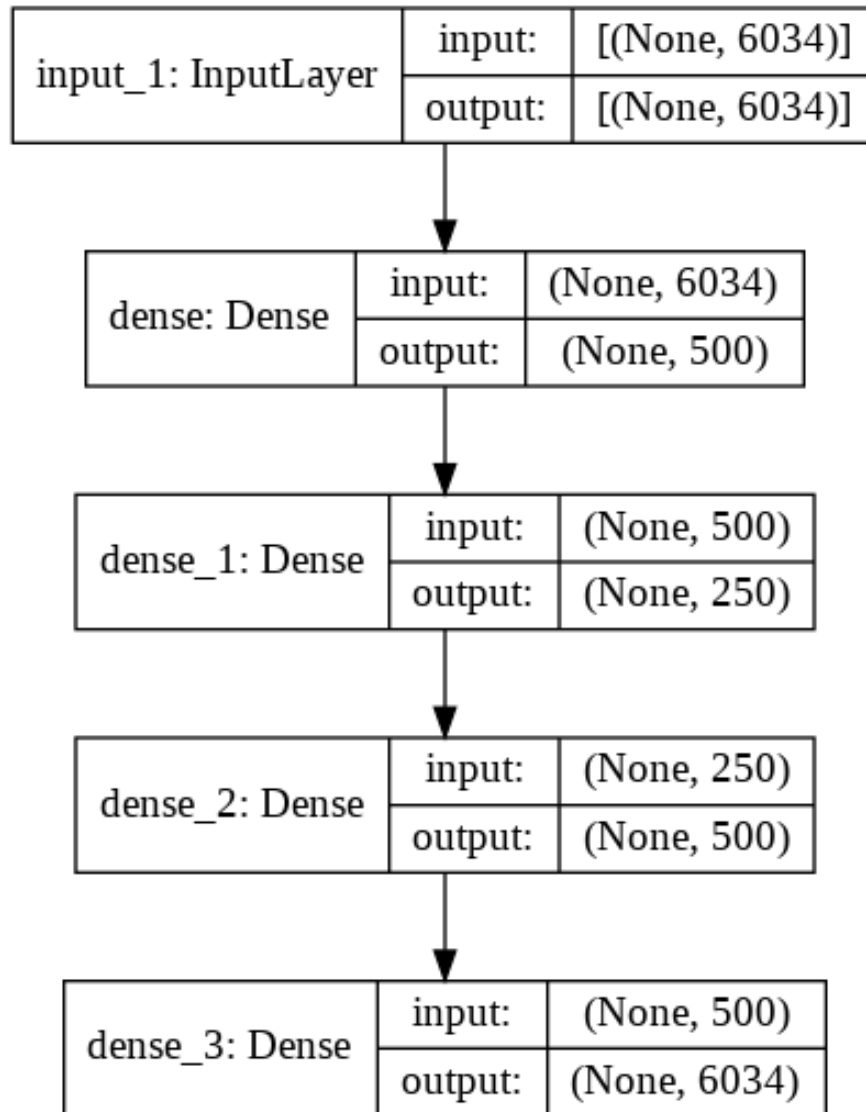 input_1: InputLayer
input: [(None, 6034)]
output: [(None, 6034)]
dense: Dense
input: (None, 6034)
output: (None, 500)
dense_1: Dense
input: (None, 500)
output: (None, 250)
dense_2: Dense
input: (None, 250)
output: (None, 500)
dense_3: Dense
input: (None, 500)
output: (None, 6034)